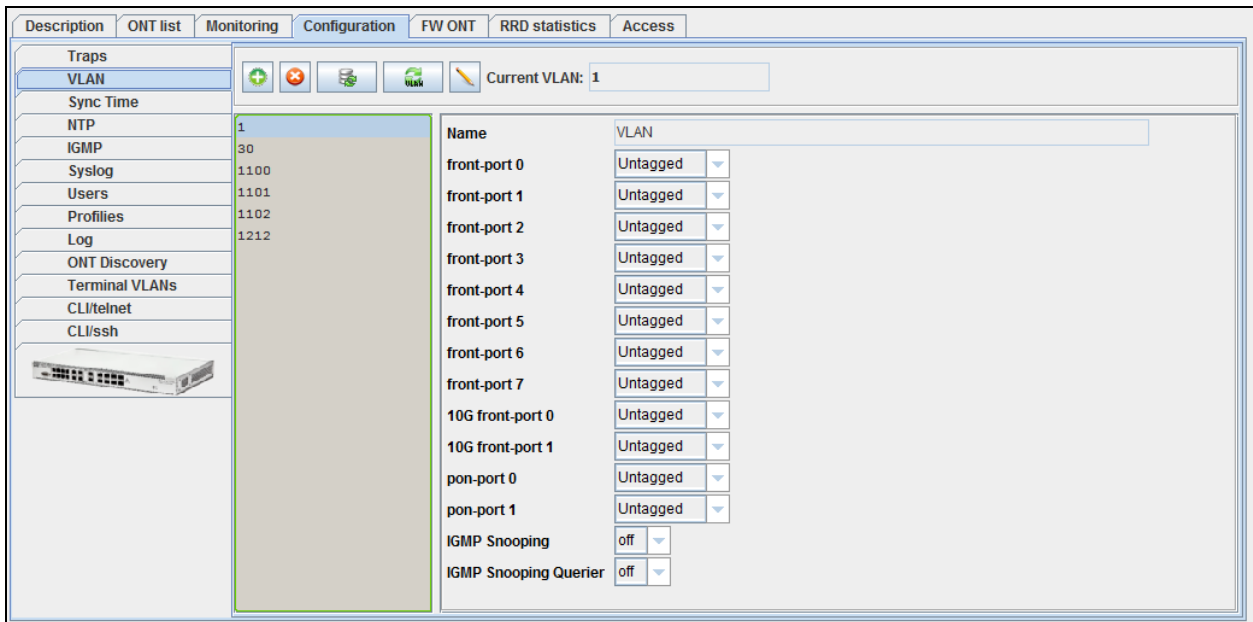 Description ONT list Monitoring Configuration FW ONT RRD statistics Access
Traps
VLAN
Sync Time
NTP
IGMP
Syslog
Users
Profilies
Log
ONT Discovery
Terminal VLANs
CLI/telnet
CLI/ssh
VLAN Current VLAN: 1
1
30
1100
1101
1102
1212
Name VLAN
front-port 0 Untagged
front-port 1 Untagged
front-port 2 Untagged
front-port 3 Untagged
front-port 4 Untagged
front-port 5 Untagged
front-port 6 Untagged
front-port 7 Untagged
10G front-port 0 Untagged
10G front-port 1 Untagged
pon-port 0 Untagged
pon-port 1 Untagged
IGMP Snooping off
IGMP Snooping Querier off